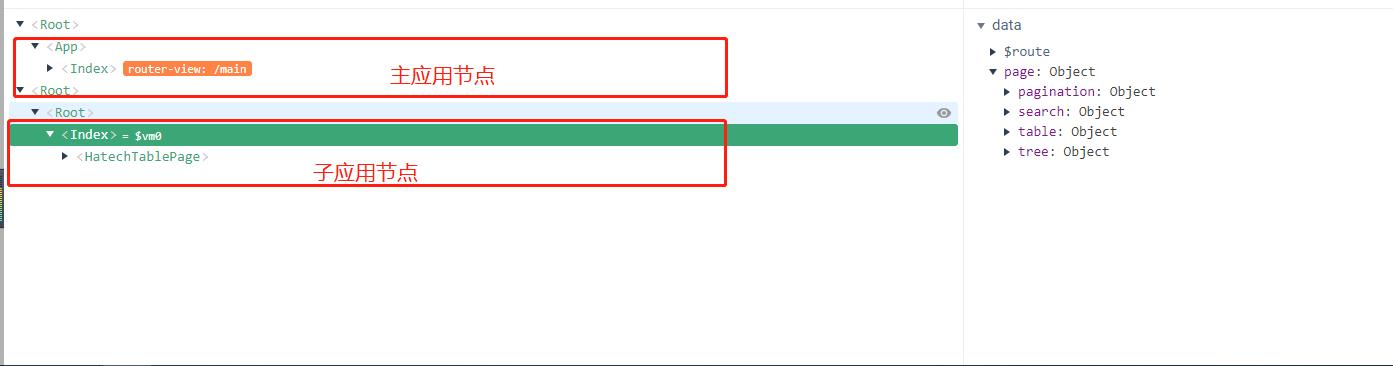 <Root>
<App>
<Index> router-view: /main
主应用节点
<Root>
<Root>
<Index> = $vm0
<HatechTablePage>
子应用节点
data
$route
page: Object
pagination: Object
search: Object
table: Object
tree: Object